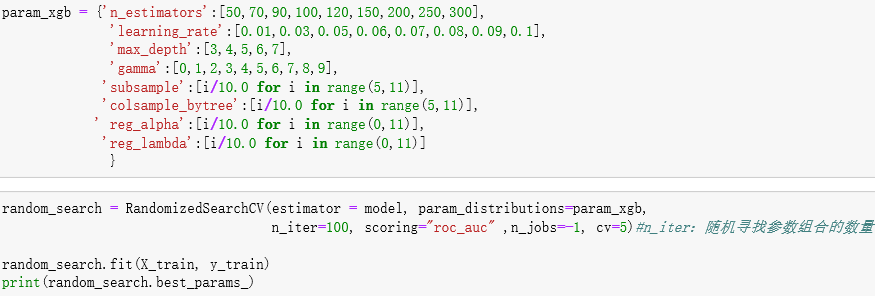 param_xgb = {'n_estimators':[50,70,90,100,120,150,200,250,300],
'learning_rate':[0.01,0.03,0.05,0.06,0.07,0.08,0.09,0.1],
'max_depth':[3,4,5,6,7],
'gamma':[0,1,2,3,4,5,6,7,8,9],
'subsample':[i/10.0 for i in range(5,11)],
'colsample_bytree':[i/10.0 for i in range(5,11)],
' reg_alpha':[i/10.0 for i in range(0,11)],
'reg_lambda':[i/10.0 for i in range(0,11)]
}
random_search = RandomizedSearchCV(estimator = model, param_distributions=param_xgb,
n_iter=100, scoring="roc_auc" ,n_jobs=-1, cv=5)#n_iter: 随机寻找参数组合的数量
random_search.fit(X_train, y_train)
print(random_search.best_params_)